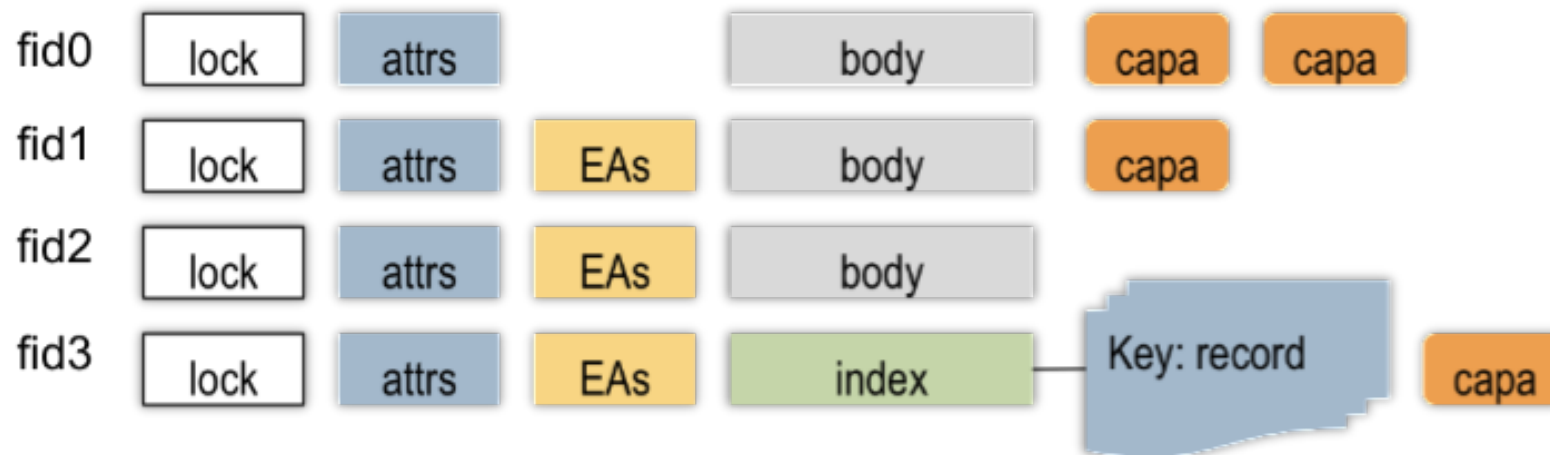 fid0 lock attrs body capa capa
fid1 lock attrs EAs body capa
fid2 lock attrs EAs body
fid3 lock attrs EAs index Key: record capa